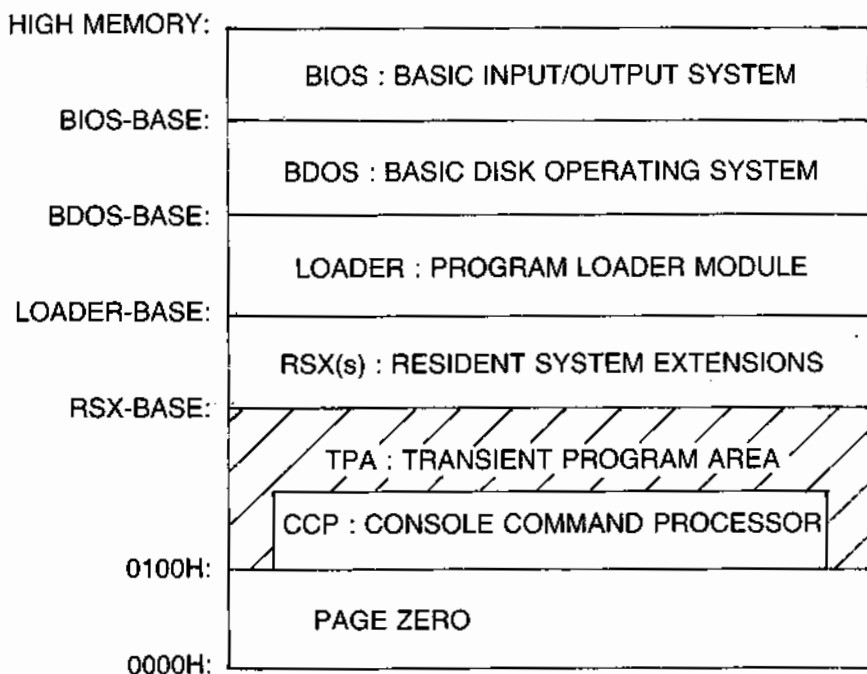 HIGH MEMORY:
BIOS : BASIC INPUT/OUTPUT SYSTEM
BIOS-BASE:
BDOS : BASIC DISK OPERATING SYSTEM
BDOS-BASE:
LOADER : PROGRAM LOADER MODULE
LOADER-BASE:
RSX(s) : RESIDENT SYSTEM EXTENSIONS
RSX-BASE:
TPA : TRANSIENT PROGRAM AREA
CCP : CONSOLE COMMAND PROCESSOR
0100H:
PAGE ZERO
0000H: